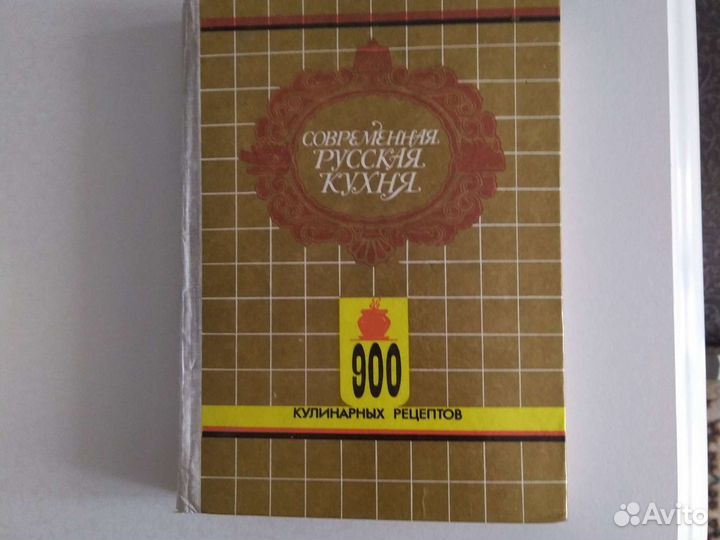 СОВРЕМЕННАЯ
РУССКАЯ
КУХНЯ
900
КУЛИНАРНЫХ РЕЦЕПТОВ
Avito